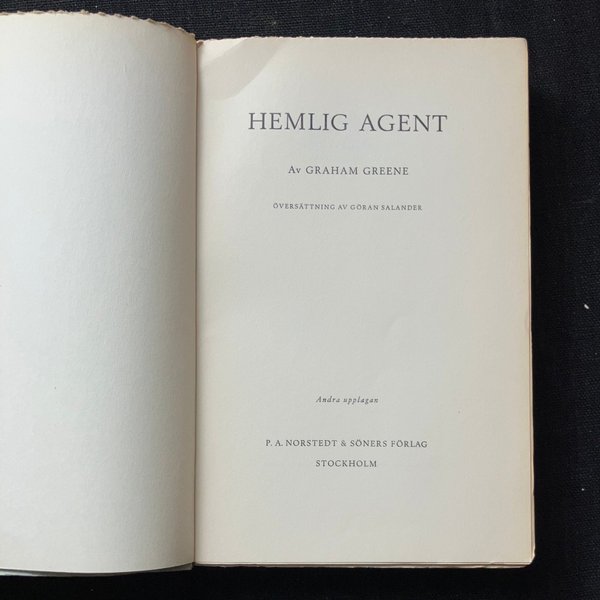 HEMLIG AGENT
Av GRAHAM GREENE
ÖVERSÄTTNING AV GÖRAN SALANDER
Andra upplagan
P. A. NORSTEDT & SÖNERS FÖRLAG
STOCKHOLM